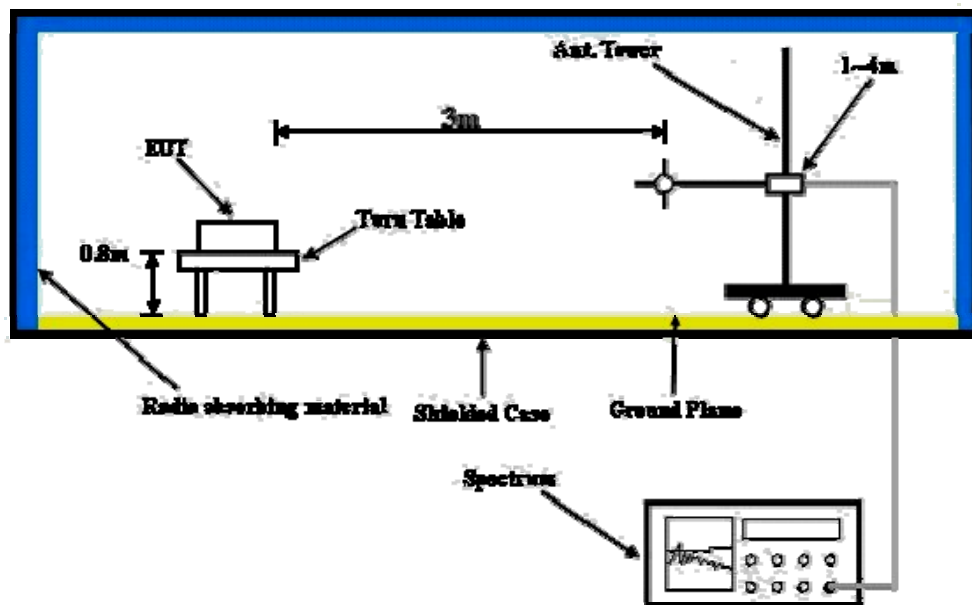 Ant. Tower
1~4m
3m
EUT
Turn Table
0.8m
Radio absorbing material
Shielded Case
Ground Plane
Spectrum